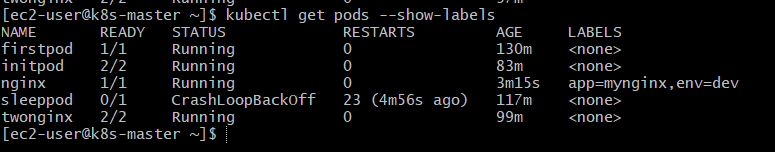 [ec2-user@k8s-master ~]$ kubectl get pods --show-labels
NAME READY STATUS RESTARTS AGE LABELS
firstpod 1/1 Running 0 130m <none>
initpod 2/2 Running 0 83m <none>
nginx 1/1 Running 0 3m15s app=mynginx,env=dev
sleeppod 0/1 CrashLoopBackOff 23 (4m56s ago) 117m <none>
twonginx 2/2 Running 0 99m <none>
[ec2-user@k8s-master ~]$